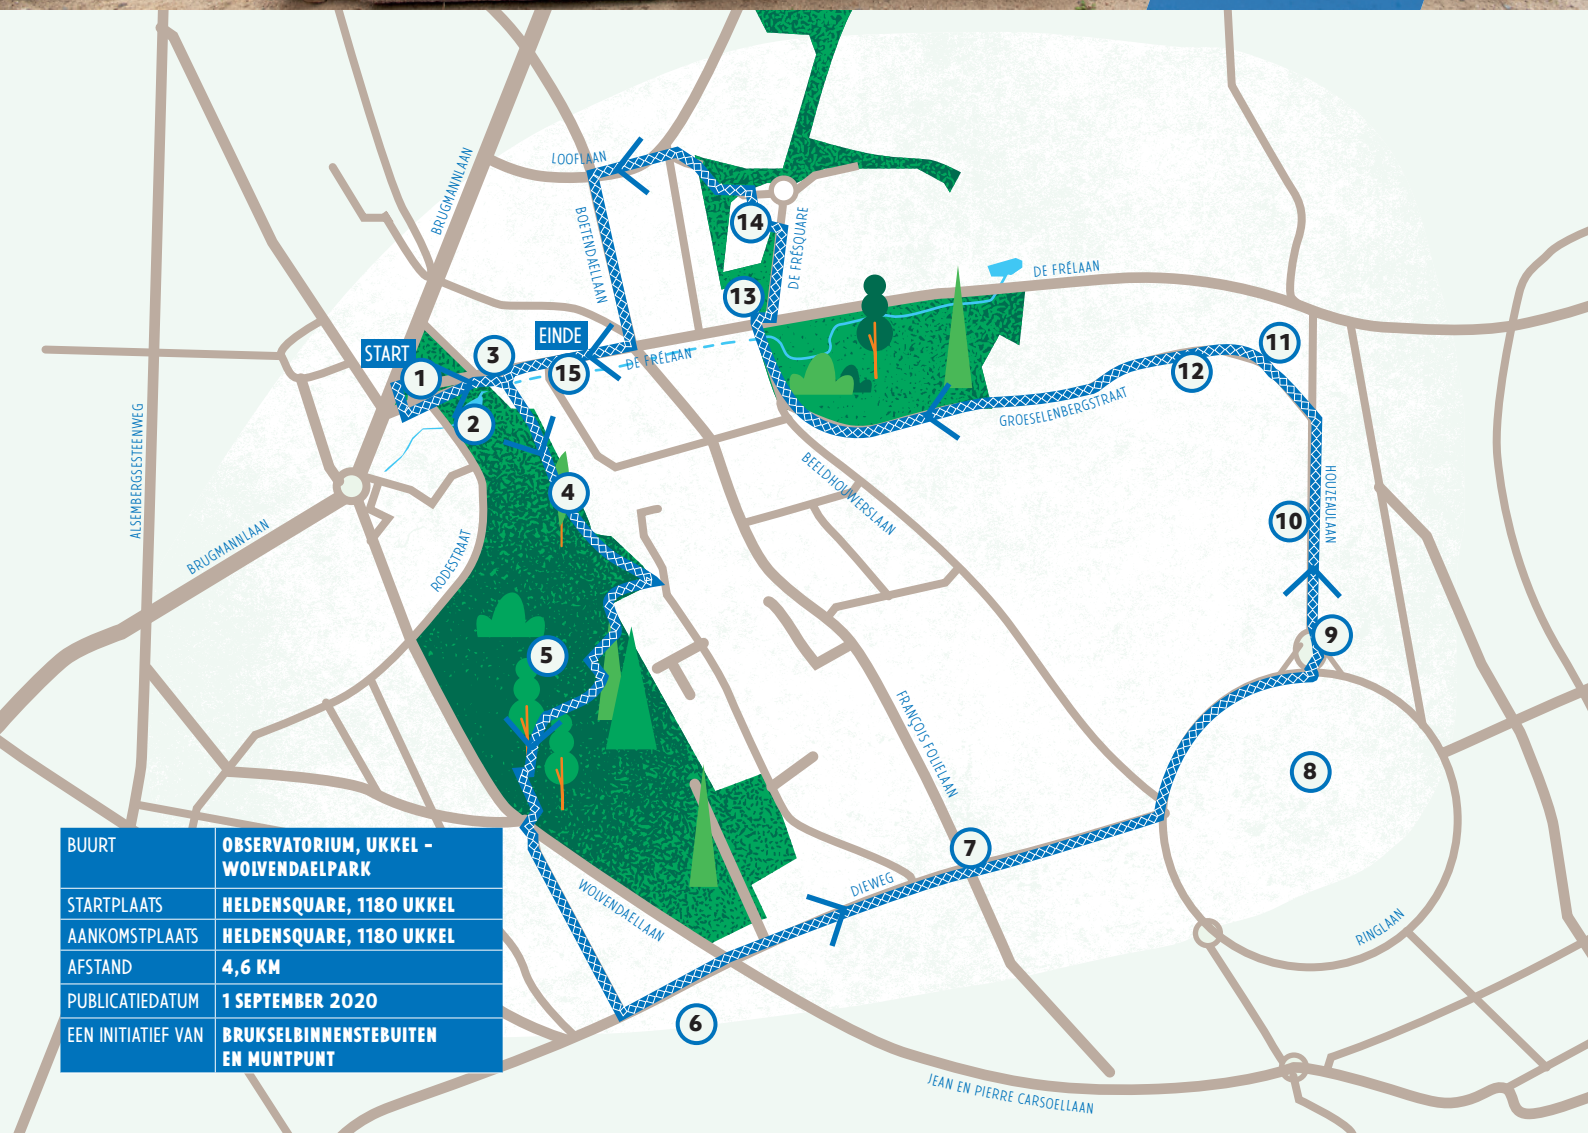 LOOFLAAN
BRUGMANNLAAN
BOETENDAELLAAN
14
DE FRÉSQUARE
DE FRÉLAAN
13
START
EINDE
3
1
15
DE FRÉLAAN
11
12
2
GROESELENBERGSTRAAT
ALSEMBERGSESTEENWEG
4
BEELDHOUWERSLAAN
HOUZEAULAAN
10
BRUGMANNLAAN
RODESTRAAT
9
5
FRANÇOIS FOLIELAAN
8
7
DIEWEG
WOLVENDAELLAAN
RINGLAAN
6
JEAN EN PIERRE CARSOELLAAN
BUURT OBSERVATORIUM, UKKEL –
WOLVENDAELPARK
STARTPLAATS HELDENSQUARE, 1180 UKKEL
AANKOMSTPLAATS HELDENSQUARE, 1180 UKKEL
AFSTAND 4,6 KM
PUBLICATIEDATUM 1 SEPTEMBER 2020
EEN INITIATIEF VAN BRUKSELBINNENSTEBUITEN
EN MUNTPUNT